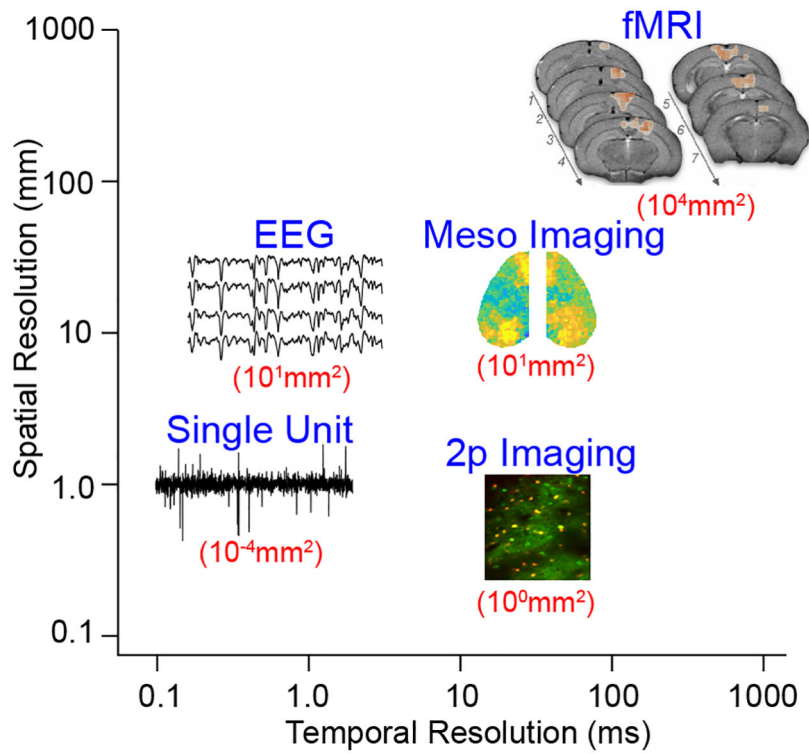 fMRI
1 2 3 4
5 6 7
(10⁴mm²)
EEG
(10¹mm²)
Meso Imaging
(10¹mm²)
Single Unit
(10⁻⁴mm²)
2p Imaging
(10⁰mm²)
Spatial Resolution (mm)
1000
100
10
1.0
0.1
0.1 1.0 10 100 1000
Temporal Resolution (ms)